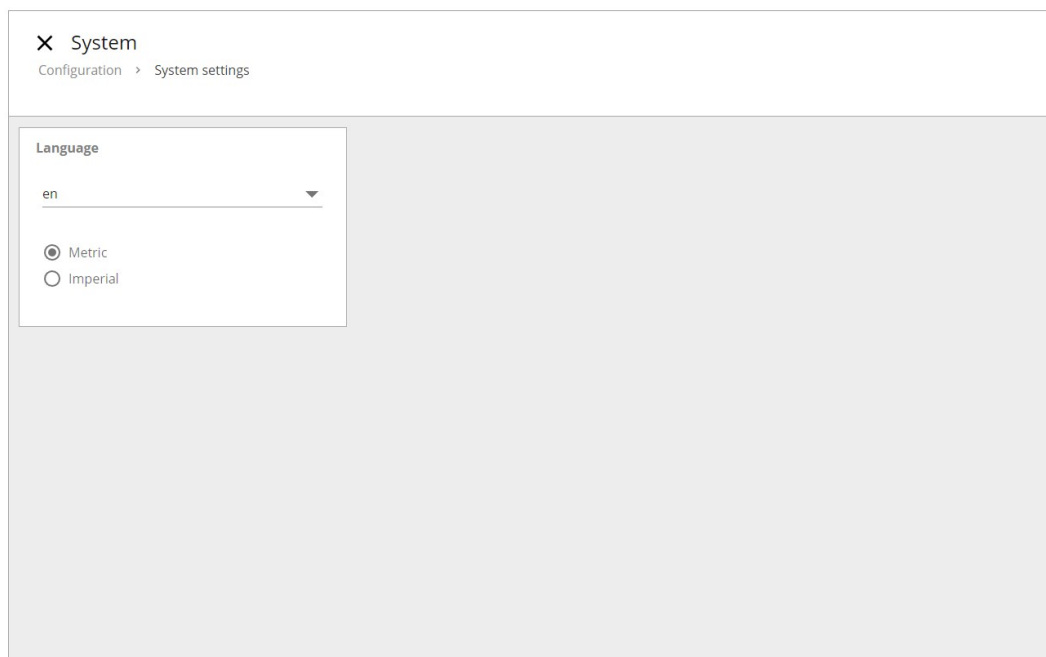 System
Configuration > System settings
Language
en
Metric
Imperial